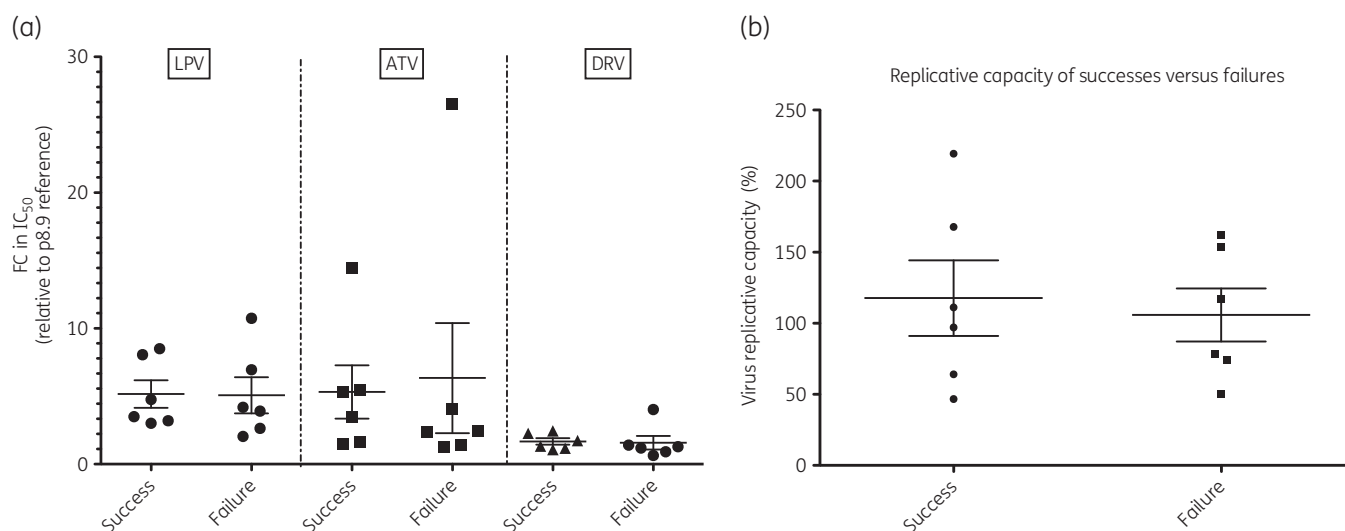 (a)
30
20
10
0
FC in IC50
(relative to p8.9 reference)
LPV
ATV
DRV
Success
Failure
Success
Failure
Success
Failure
(b)
Replicative capacity of successes versus failures
250
200
150
100
50
0
Virus replicative capacity (%)
Success
Failure